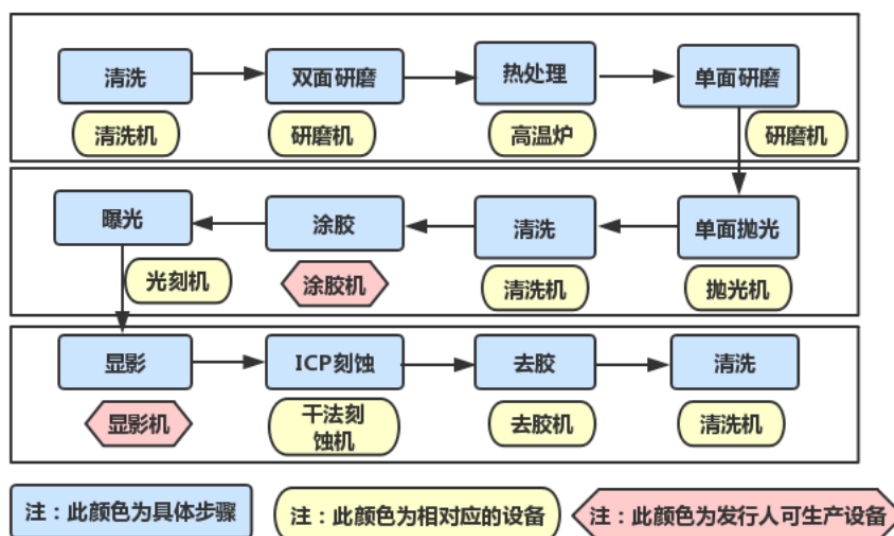 清洗
双面研磨
热处理
单面研磨
清洗机
研磨机
高温炉
研磨机
曝光
涂胶
清洗
单面抛光
光刻机
涂胶机
清洗机
抛光机
显影
ICP刻蚀
去胶
清洗
显影机
干法刻
蚀机
去胶机
清洗机
注：此颜色为具体步骤
注：此颜色为相对应的设备
注：此颜色为发行人可生产设备